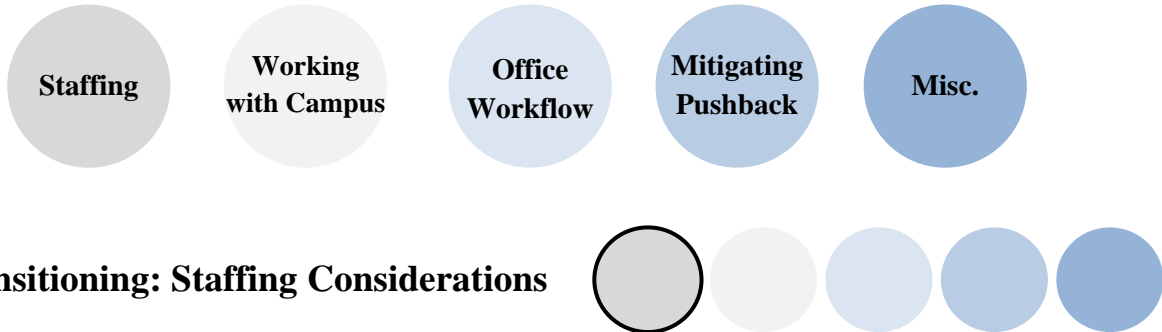 Staffing
Working
with Campus
Office
Workflow
Mitigating
Pushback
Misc.
nsitioning: Staffing Considerations